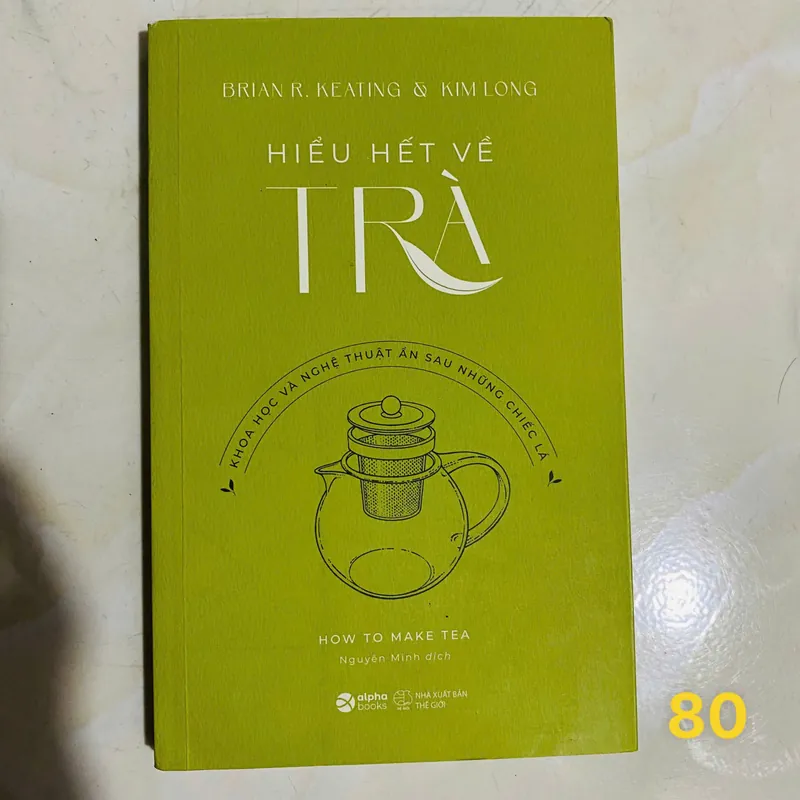 BRIAN R. KEATING & KIM LONG
HIỂU HẾT VỀ
TRÀ
KHOA HỌC VÀ NGHỆ THUẬT ẨN SAU NHỮNG CHIẾC LÁ
HOW TO MAKE TEA
Nguyễn Minh dịch
alpha books
NHÀ XUẤT BẢN
THẾ GIỚI
80